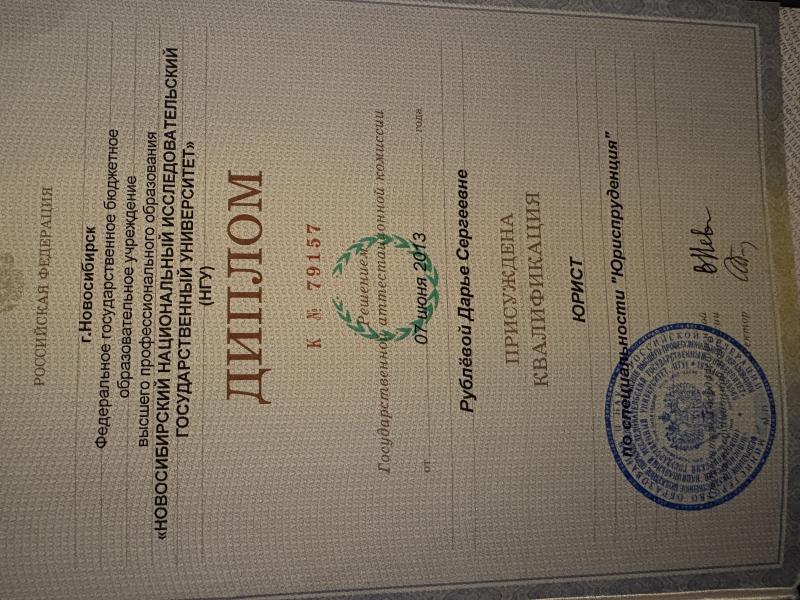 РОССИЙСКАЯ ФЕДЕРАЦИЯ
г.Новосибирск
Федеральное государственное бюджетное
образовательное учреждение
высшего профессионального образования
«НОВОСИБИРСКИЙ НАЦИОНАЛЬНЫЙ ИССЛЕДОВАТЕЛЬСКИЙ
ГОСУДАРСТВЕННЫЙ УНИВЕРСИТЕТ»
(НГУ)
ДИПЛОМ
К № 79157
Решением
Государственной аттестационной комиссии
от 07 июня 2013 года
Рублёвой Дарье Сергеевне
ПРИСУЖДЕНА
КВАЛИФИКАЦИЯ
ЮРИСТ
по специальности "Юриспруденция"